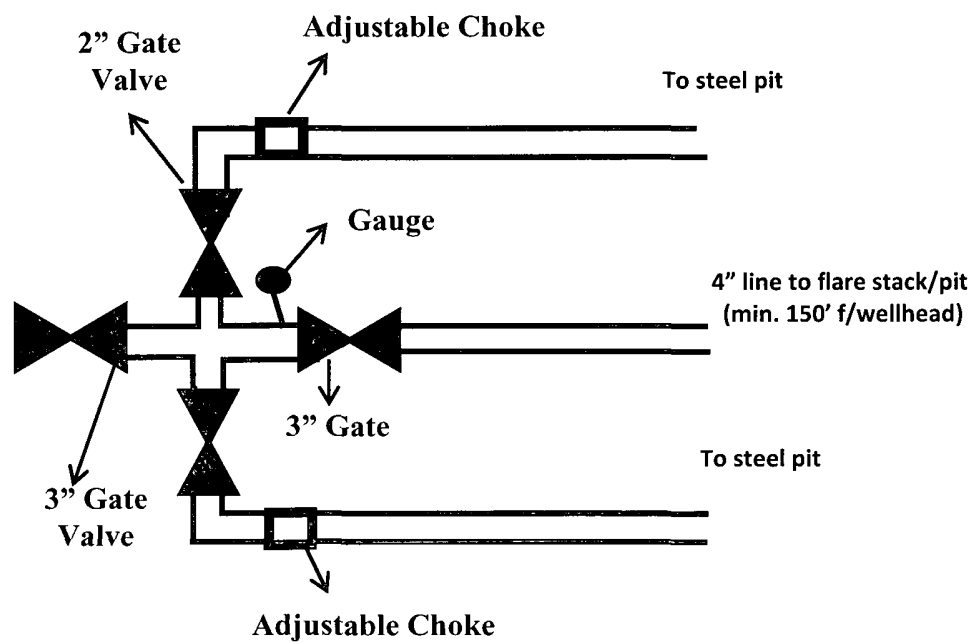 Adjustable Choke
2” Gate
Valve
To steel pit
Gauge
4” line to flare stack/pit
(min. 150’ f/wellhead)
3” Gate
To steel pit
3” Gate
Valve
Adjustable Choke